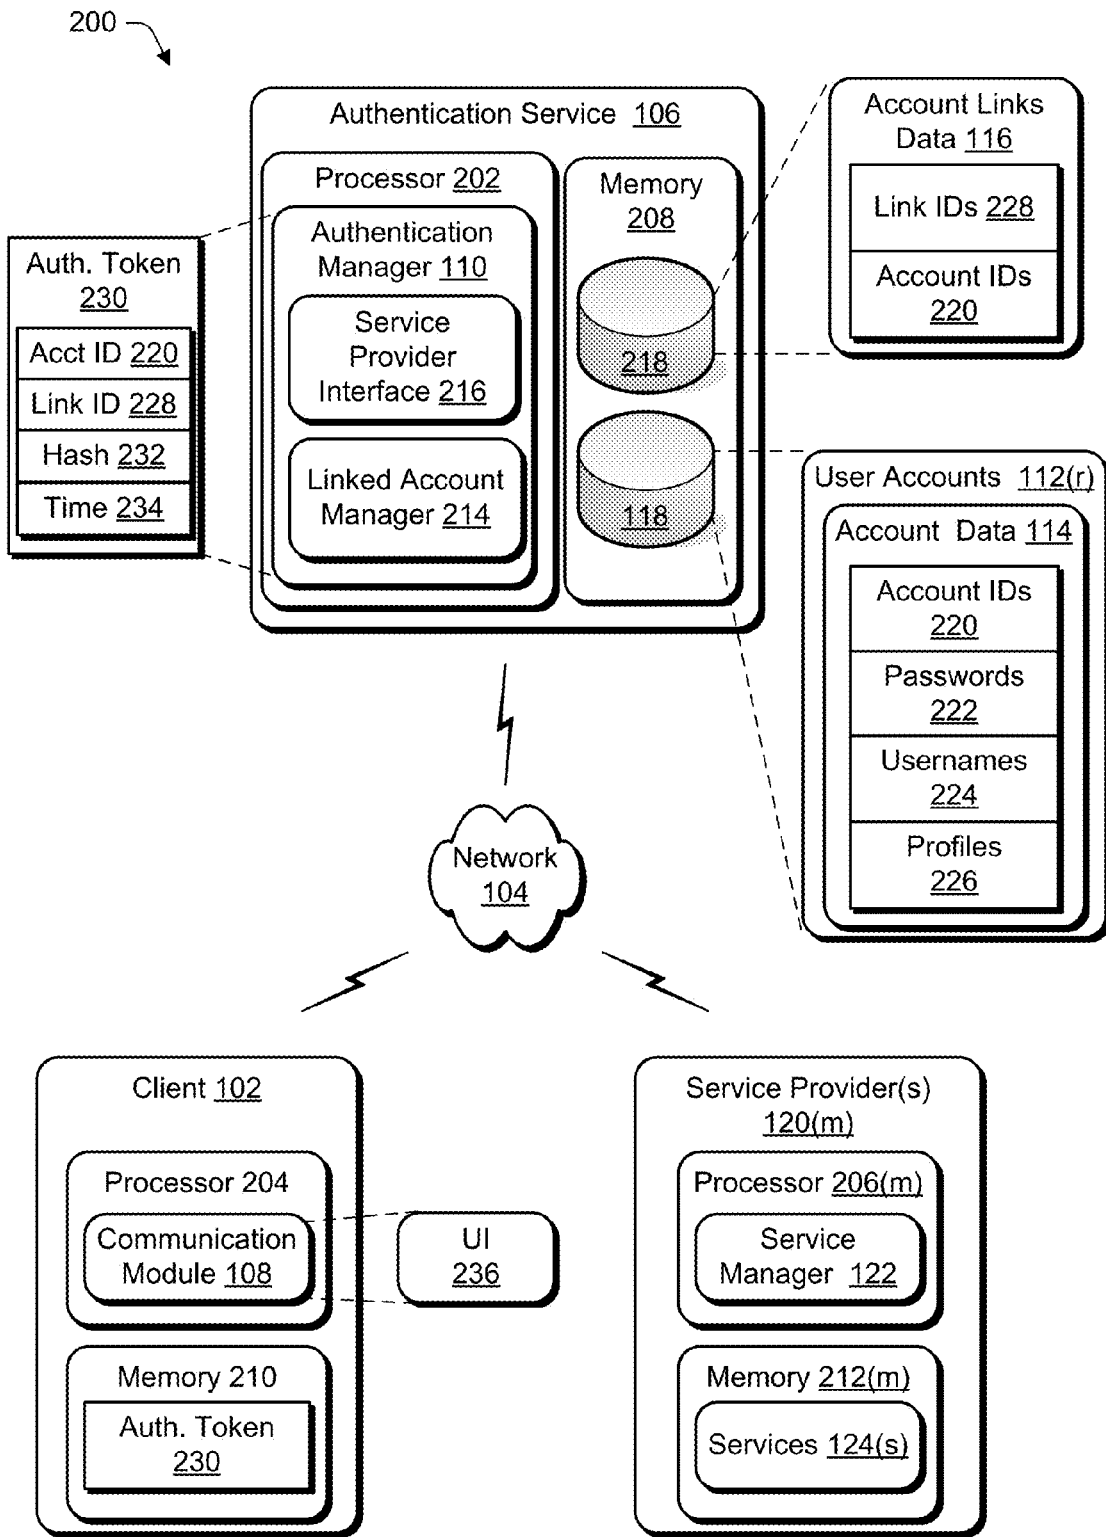 200
Authentication Service 106
Processor 202
Authentication
Manager 110
Service
Provider
Interface 216
Linked Account
Manager 214
Memory
208
218
118
Auth. Token
230
Acct ID 220
Link ID 228
Hash 232
Time 234
Account Links
Data 116
Link IDs 228
Account IDs
220
User Accounts 112(r)
Account Data 114
Account IDs
220
Passwords
222
Usernames
224
Profiles
226
Network
104
Client 102
Processor 204
Communication
Module 108
UI
236
Memory 210
Auth. Token
230
Service Provider(s)
120(m)
Processor 206(m)
Service
Manager 122
Memory 212(m)
Services 124(s)